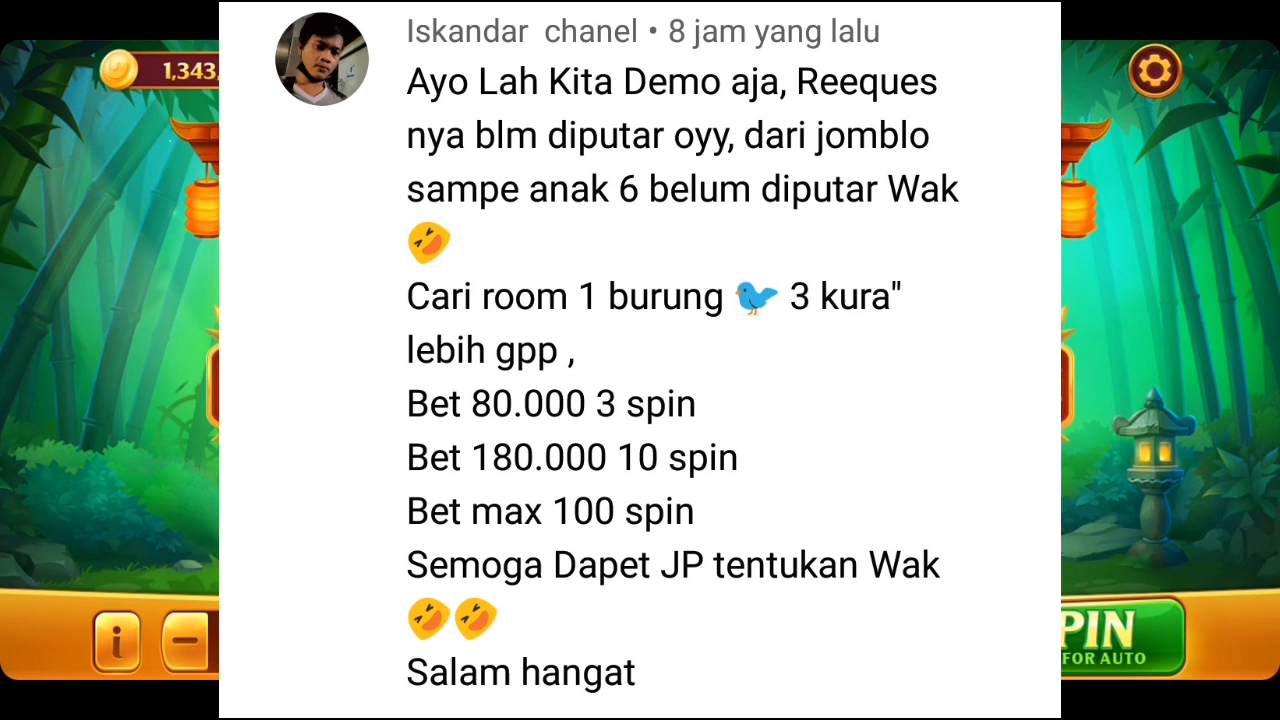 Iskandar chanel • 8 jam yang lalu
Ayo Lah Kita Demo aja, Reeques
nya blm diputar oyy, dari jomblo
sampe anak 6 belum diputar Wak
🤣
Cari room 1 burung 🐦 3 kura"
lebih gpp ,
Bet 80.000 3 spin
Bet 180.000 10 spin
Bet max 100 spin
Semoga Dapet JP tentukan Wak
🤣🤣
Salam hangat
1,343,
i
PIN
FOR AUTO